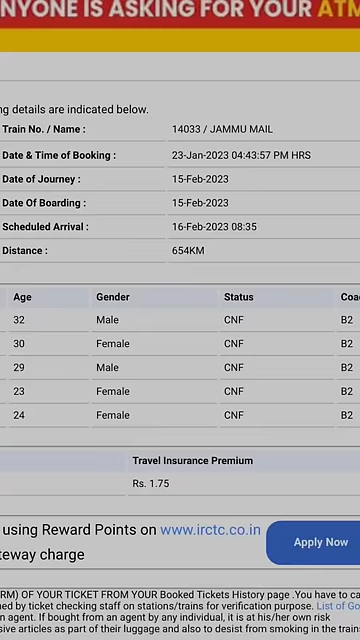 NYONE IS ASKING FOR YOUR ATM
ng details are indicated below.
Train No. / Name : 14033 / JAMMU MAIL
Date & Time of Booking : 23-Jan-2023 04:43:57 PM HRS
Date of Journey : 15-Feb-2023
Date Of Boarding : 15-Feb-2023
Scheduled Arrival : 16-Feb-2023 08:35
Distance : 654KM
Age Gender Status Coa
32 Male CNF B2
30 Female CNF B2
29 Male CNF B2
23 Female CNF B2
24 Female CNF B2
Travel Insurance Premium
Rs. 1.75
using Reward Points on www.irctc.co.in
teway charge
Apply Now
RM) OF YOUR TICKET FROM YOUR Booked Tickets History page .You have to ca
ned by ticket checking staff on stations/trains for verification purpose. List of Go
n agent. If bought from an agent by any individual, it is at his/her own risk
sive articles as part of their luggage and also to desist from smoking in the train